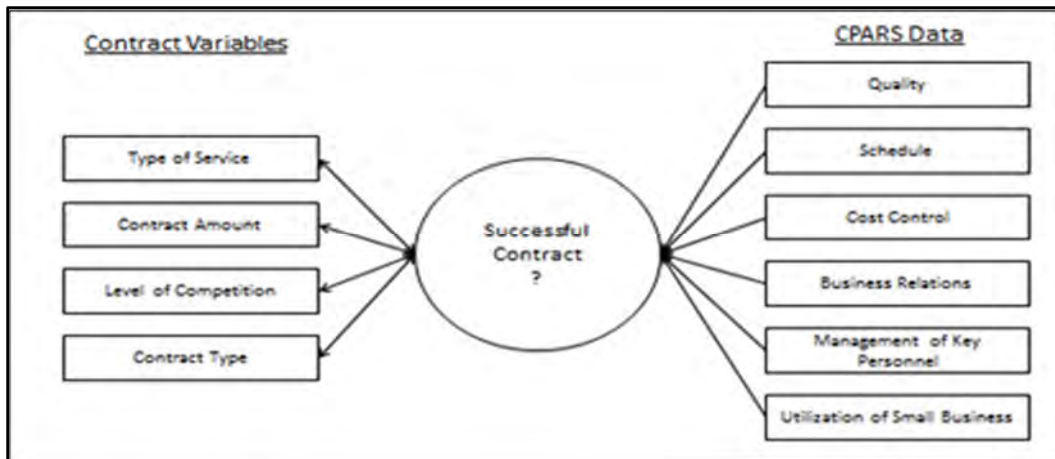 Contract Variables
Type of Service
Contract Amount
Level of Competition
Contract Type
Successful
Contract
?
CPARS Data
Quality
Schedule
Cost Control
Business Relations
Management of Key
Personnel
Utilization of Small Business